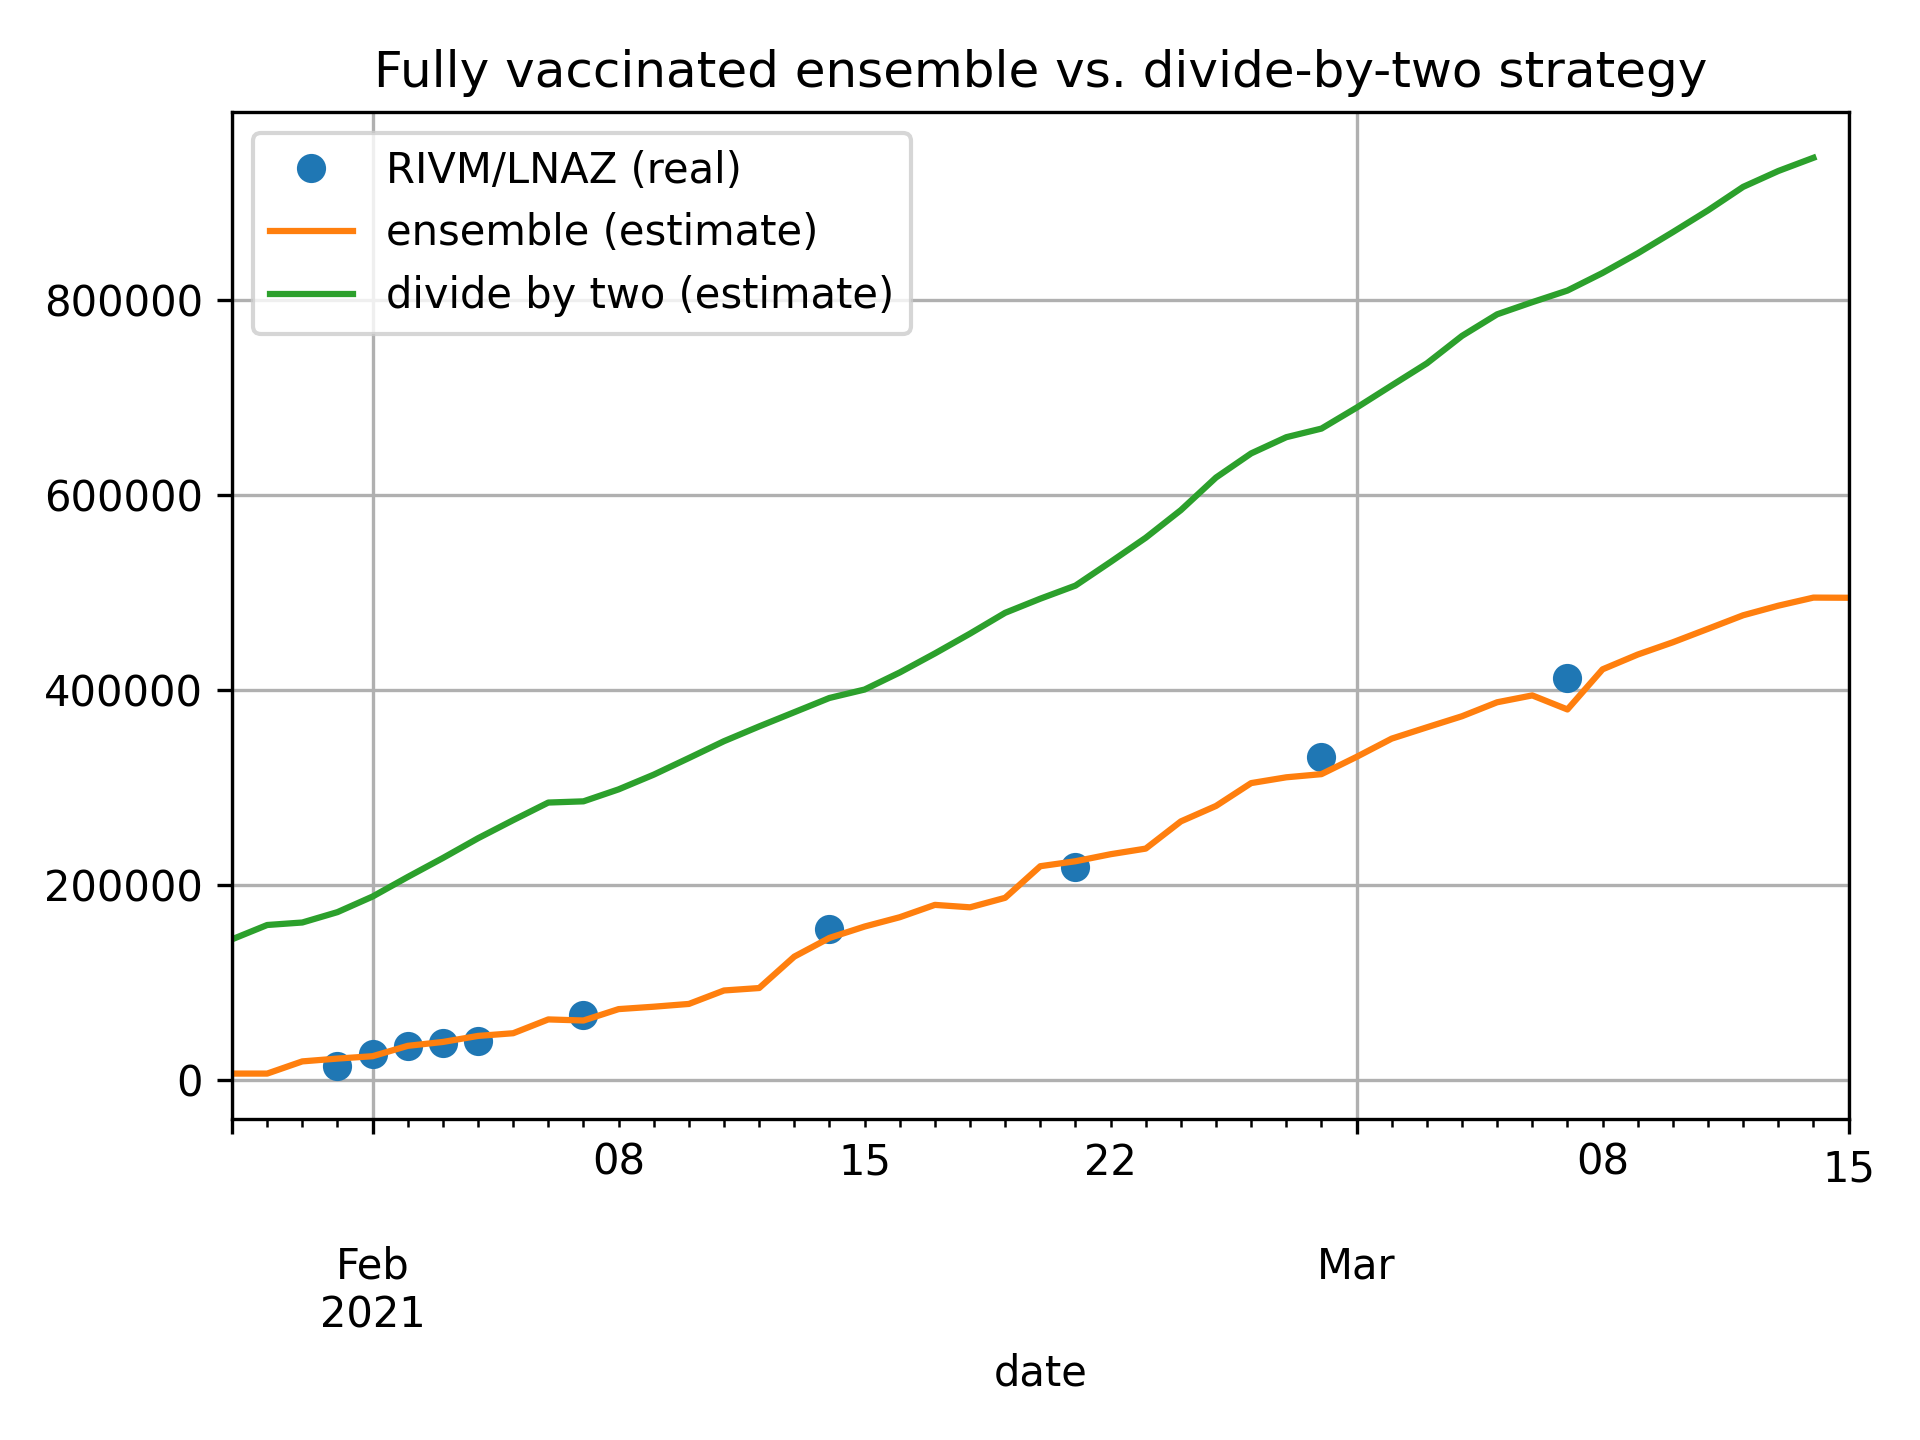 Fully vaccinated ensemble vs. divide-by-two strategy
RIVM/LNAZ (real)
ensemble (estimate)
divide by two (estimate)
800000
600000
400000
200000
0
08 15 22 08 15
Feb Mar
2021
date